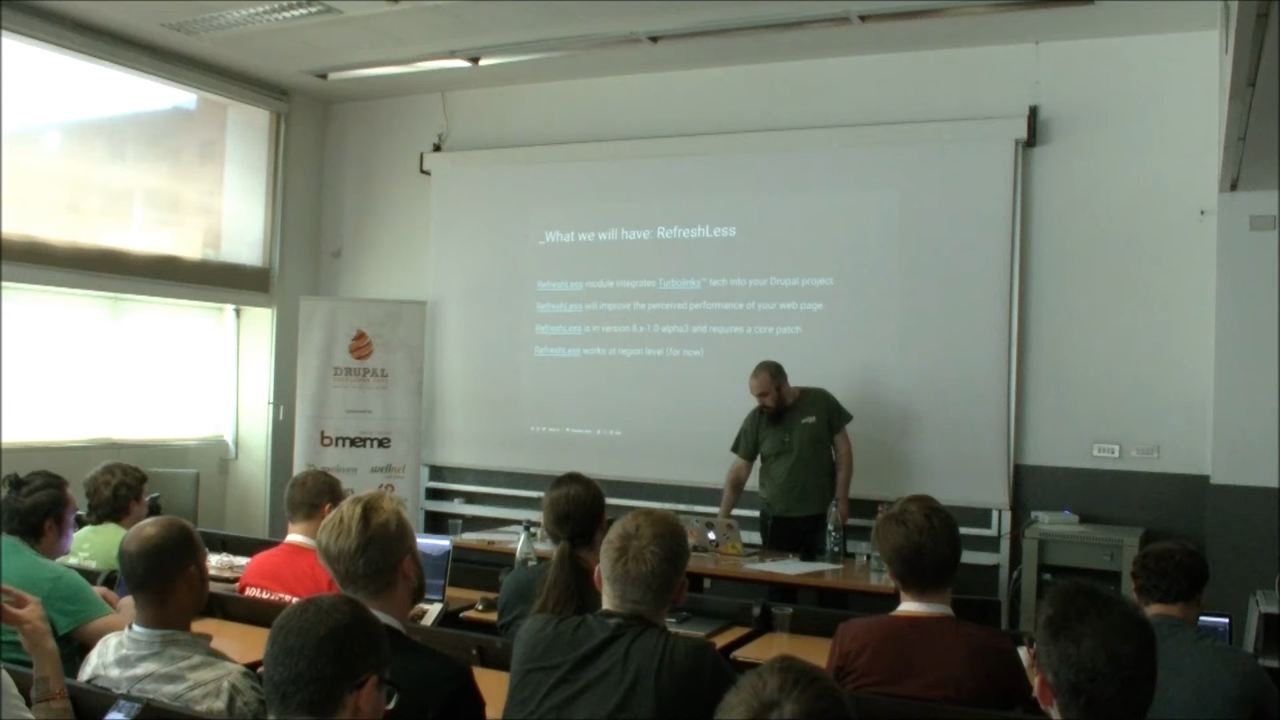 _What we will have: RefreshLess
RefreshLess module integrates Turbolinks™ tech into your Drupal project
RefreshLess will improve the perceived performance of your web page
RefreshLess is in version 8.x-1.0-alpha3 and requires a core patch
RefreshLess works at region level (for now)
DRUPAL
bmeme
wellnet